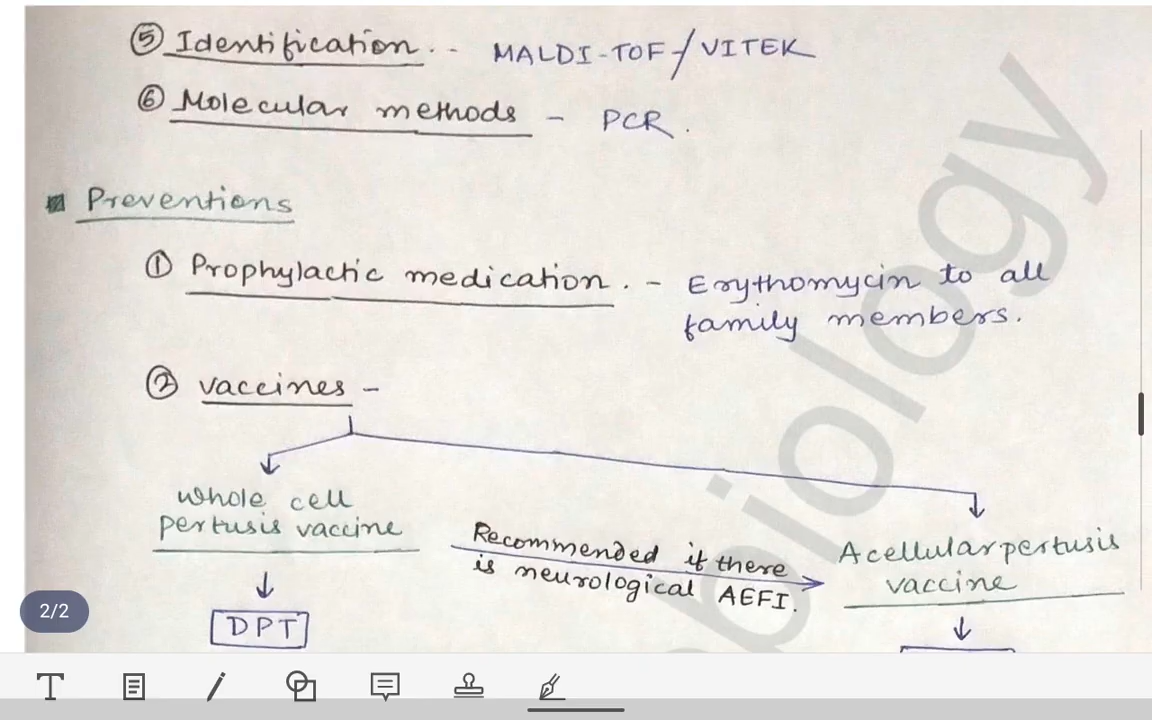 ⑤ Identification. - MALDI-TOF/VITEK
⑥ Molecular methods - PCR.
Preventions
① Prophylactic medication. - Erythomycin to all
family members.
② vaccines -
whole cell
pertusis vaccine
Recommended if there
is neurological AEFI.
Acellular pertusis
vaccine
DPT
2/2
biology
T